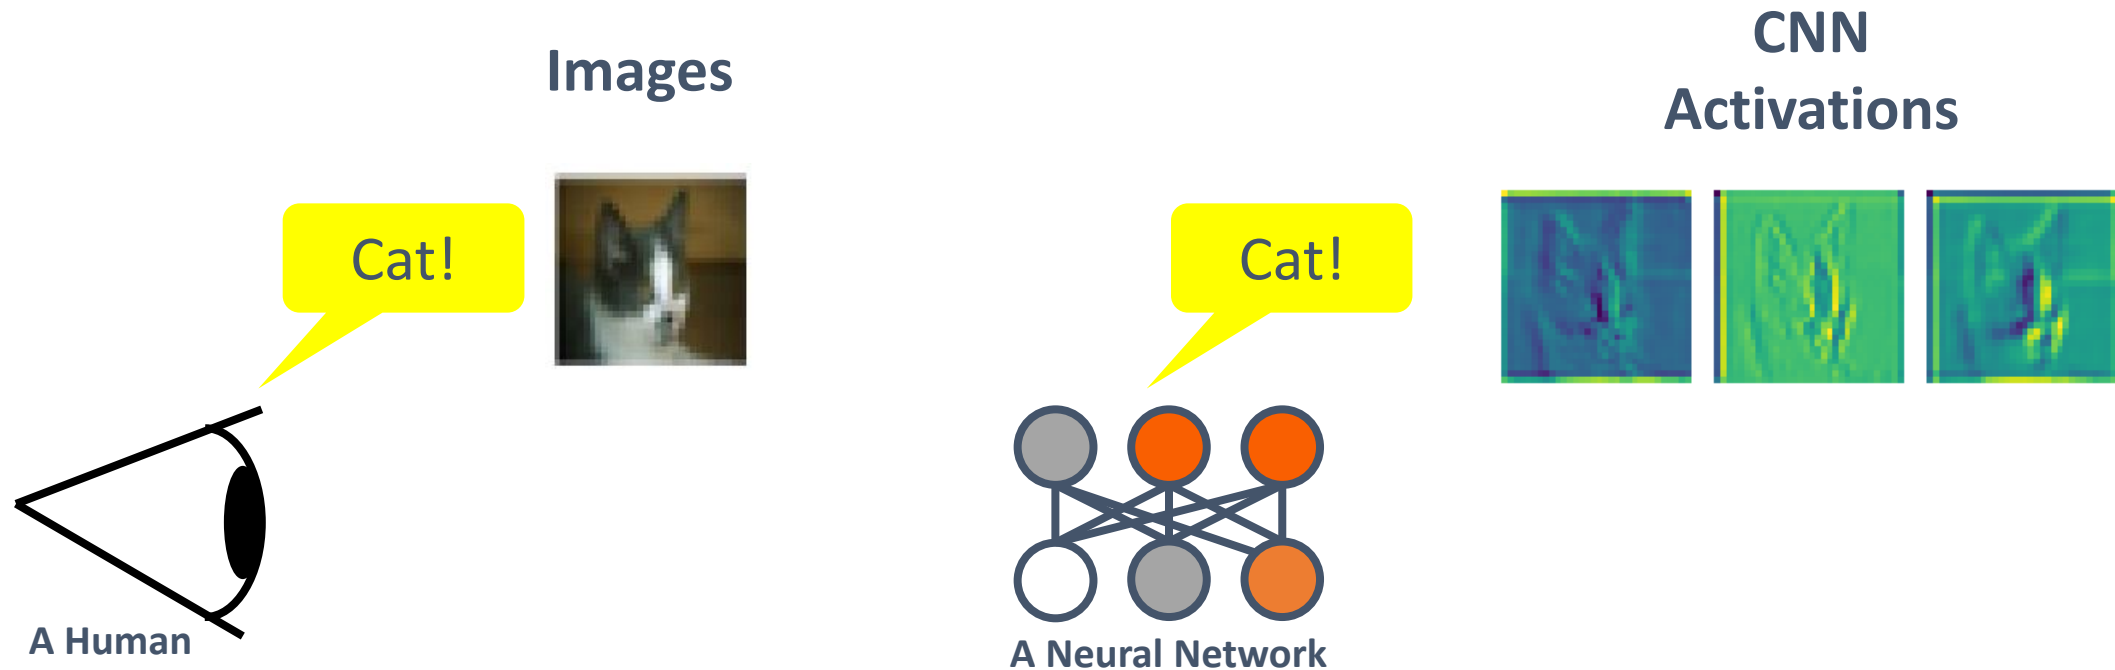 Images
Cat!
A Human
CNN
Activations
Cat!
A Neural Network